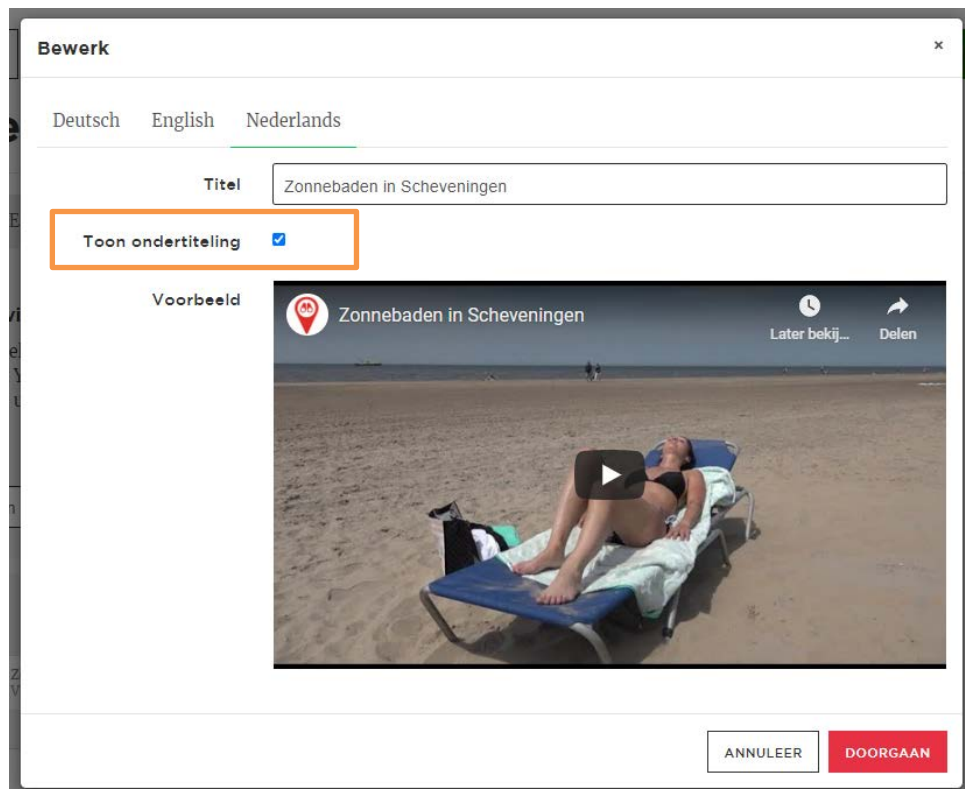 Bewerk ×
Deutsch English Nederlands
Titel Zonnebaden in Scheveningen
Toon ondertiteling
Voorbeeld
Zonnebaden in Scheveningen
Later bekij... Delen
ANNULEER DOORGAAN